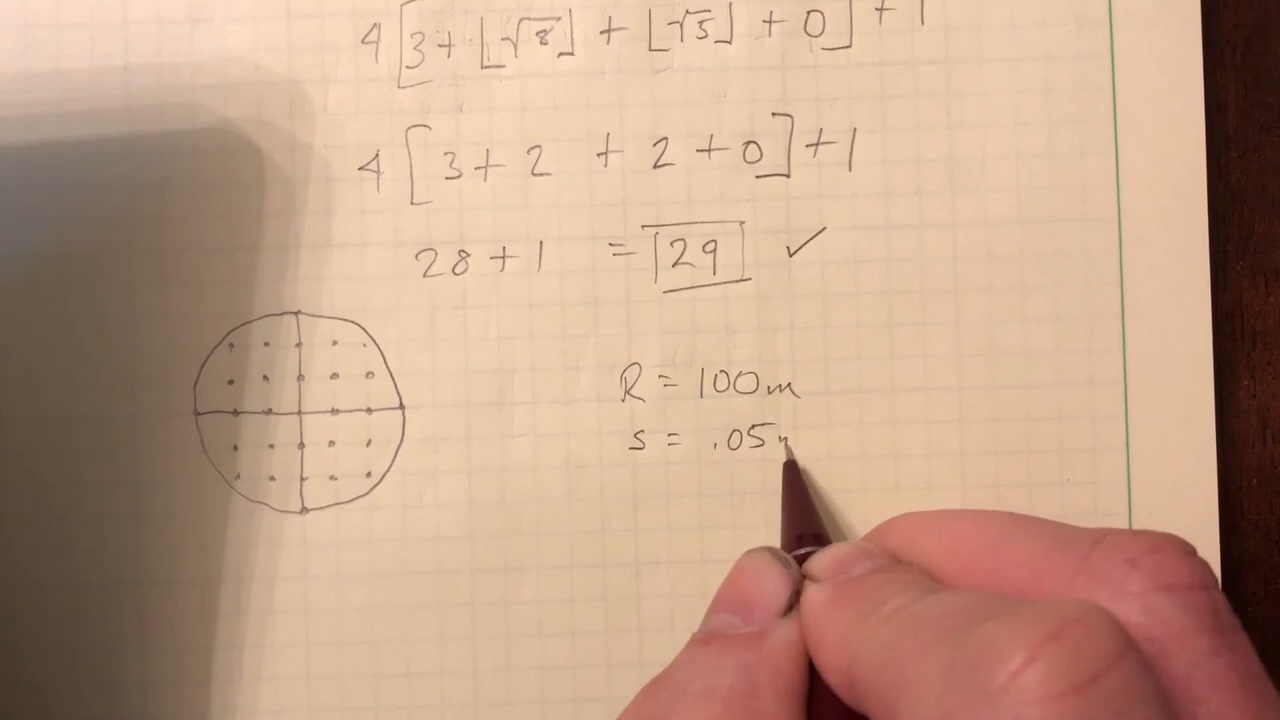 4[3+⌊√8⌋ + ⌊√5⌋ + 0] + 1
4[3+2 + 2+0]+1
28+1 = 29 ✓
R = 100m
s = .05